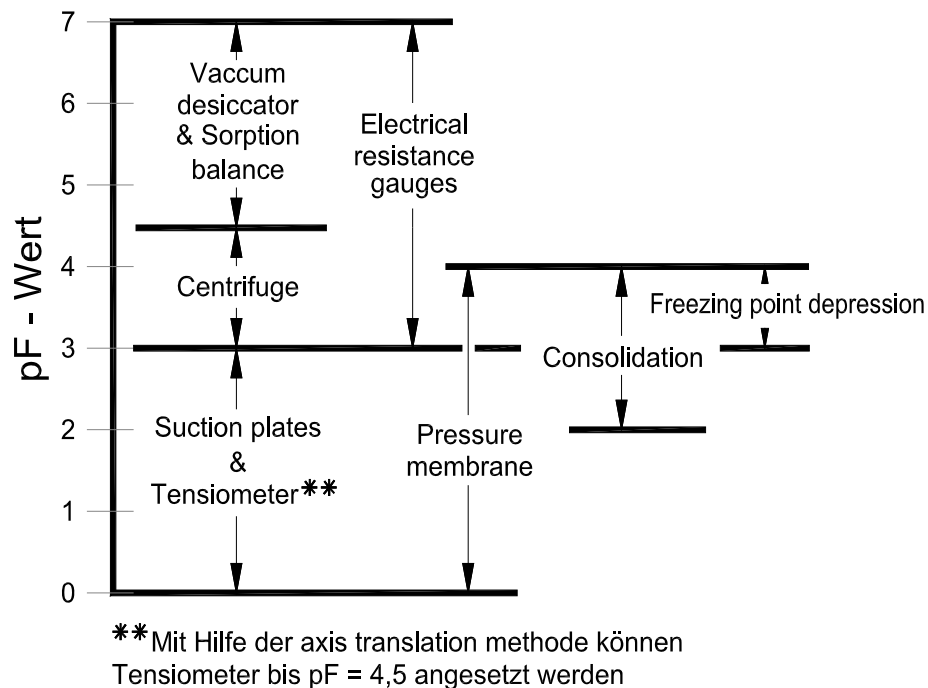 7
6
5
4
3
2
1
0
pF - Wert
Vaccum
desiccator
& Sorption
balance
Electrical
resistance
gauges
Centrifuge
Freezing point depression
Consolidation
Suction plates
&
Tensiometer**
Pressure
membrane
**Mit Hilfe der axis translation methode können
Tensiometer bis pF = 4,5 angesetzt werden